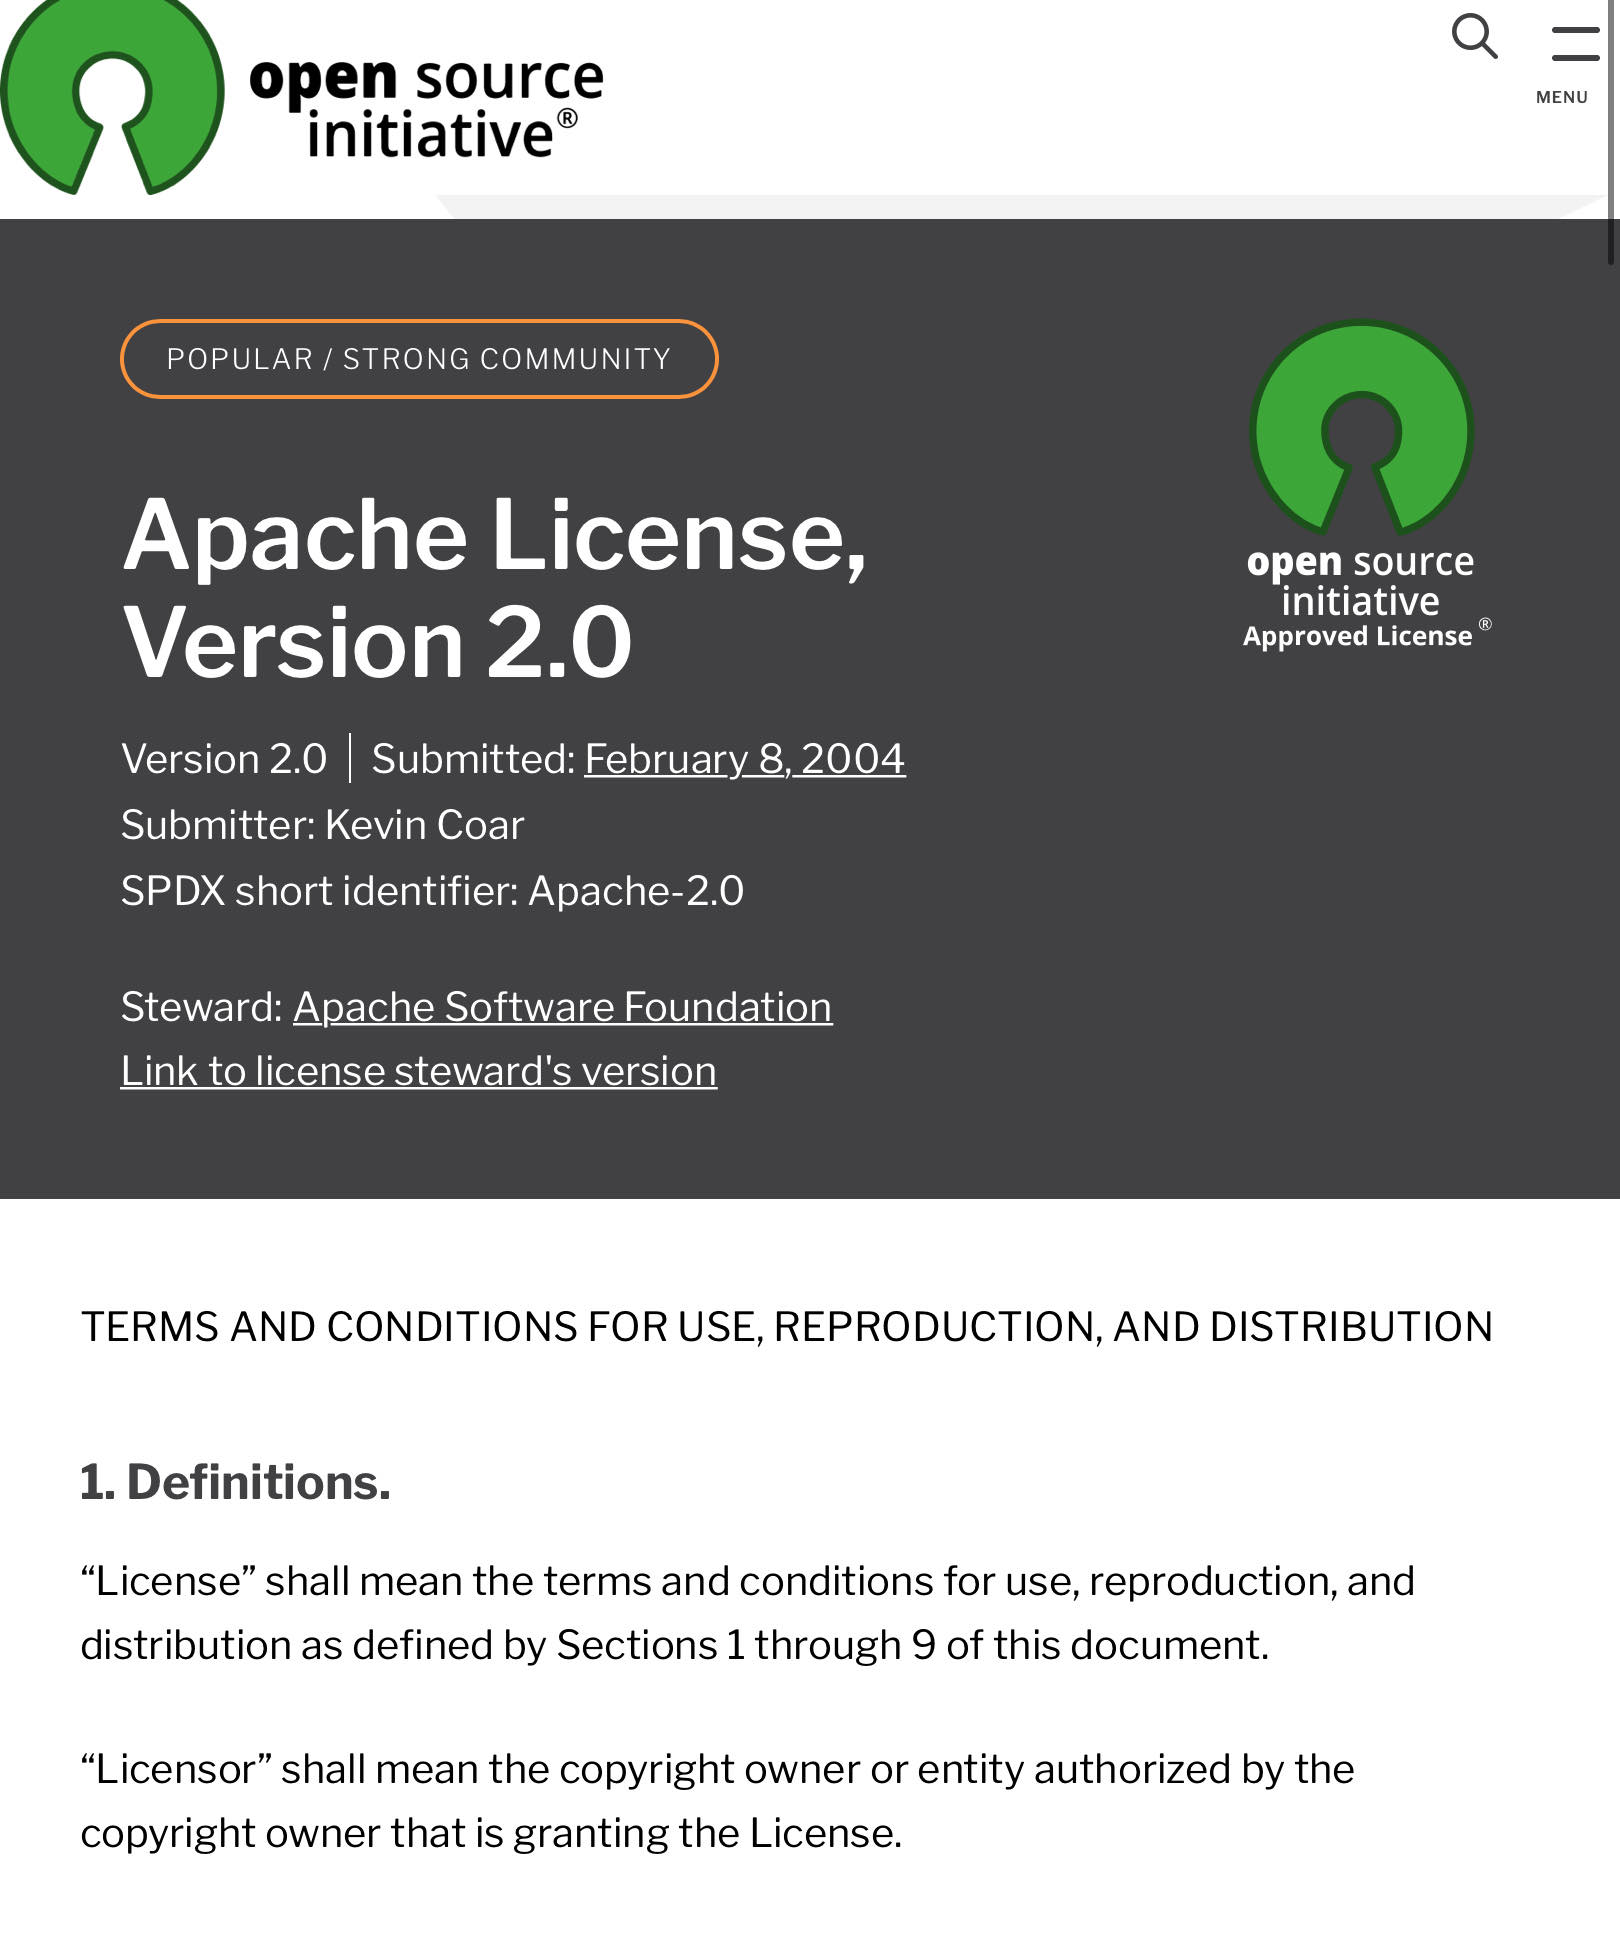 open source
initiative®
MENU
POPULAR / STRONG COMMUNITY
Apache License,
Version 2.0
open source
initiative
Approved License ®
Version 2.0 | Submitted: February 8, 2004
Submitter: Kevin Coar
SPDX short identifier: Apache-2.0
Steward: Apache Software Foundation
Link to license steward's version
TERMS AND CONDITIONS FOR USE, REPRODUCTION, AND DISTRIBUTION
1. Definitions.
“License” shall mean the terms and conditions for use, reproduction, and
distribution as defined by Sections 1 through 9 of this document.
“Licensor” shall mean the copyright owner or entity authorized by the
copyright owner that is granting the License.